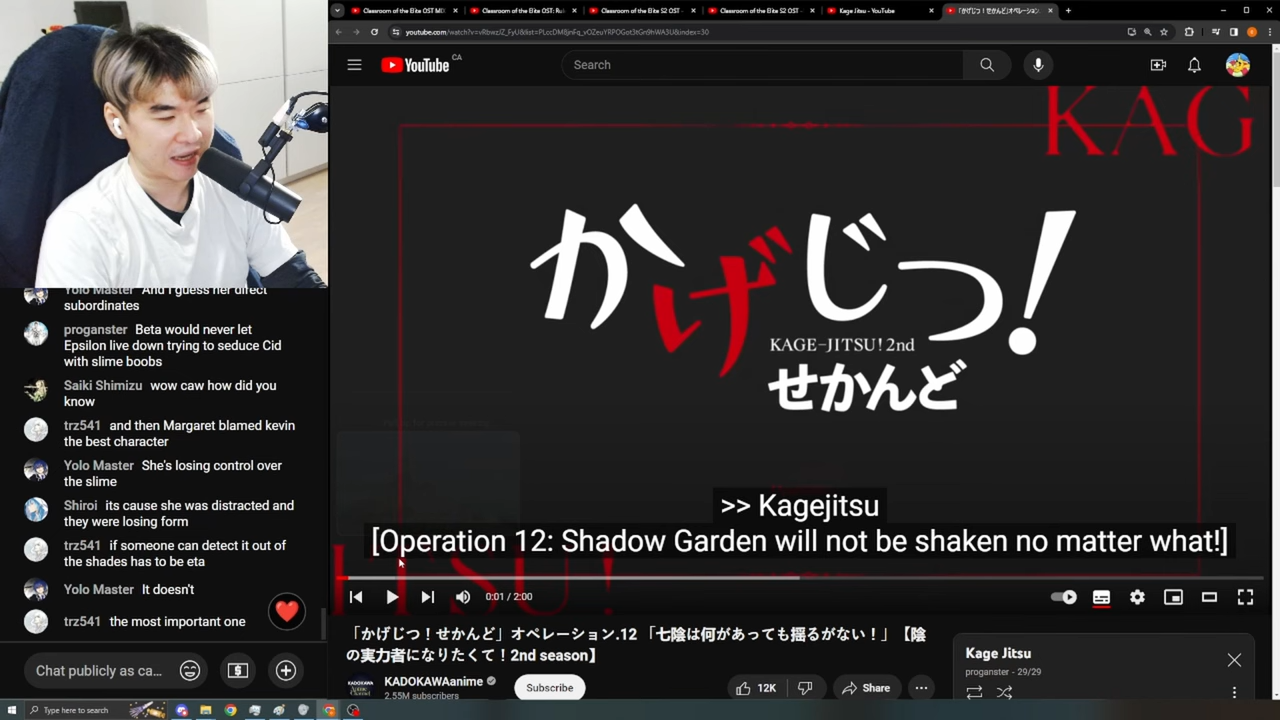 Classroom of the Elite OST MIX
Classroom of the Elite OST: Ru
Classroom of the Elite S2 OST -
Classroom of the Elite S2 OST -
Kage Jitsu - YouTube
「かげじつ！せかんど」オペレーション
youtube.com/watch?v=vRbwzJZ_FyU&list=PLccDM8jnFq_vOZeuYRPOGot3tGn9hWA3U&index=30
YouTube CA
Search
KAG
かげじつ！
KAGE-JITSU! 2nd
せかんど
>> Kagejitsu
[Operation 12: Shadow Garden will not be shaken no matter what!]
ITSU!
0:01 / 2:00
「かげじつ！せかんど」オペレーション.12 「七陰は何があっても揺るがない！」【陰
の実力者になりたくて！2nd season】
KADOKAWAanime
2.55M subscribers
Subscribe
12K
Share
Kage Jitsu
proganster - 29/29
Yolo Master And I guess her direct
subordinates
proganster Beta would never let
Epsilon live down trying to seduce Cid
with slime boobs
Saiki Shimizu wow caw how did you
know
trz541 and then Margaret blamed kevin
the best character
Yolo Master She's losing control over
the slime
Shiroi its cause she was distracted and
they were losing form
trz541 if someone can detect it out of
the shades has to be eta
Yolo Master It doesn't
trz541 the most important one
Chat publicly as ca...
Type here to search